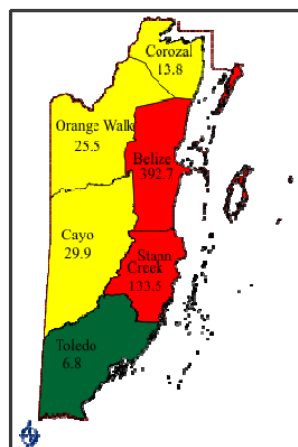 Corozal
13.8
Orange Walk
25.5
Belize
392.7
Cayo
29.9
Stann
Creek
133.5
Toledo
6.8